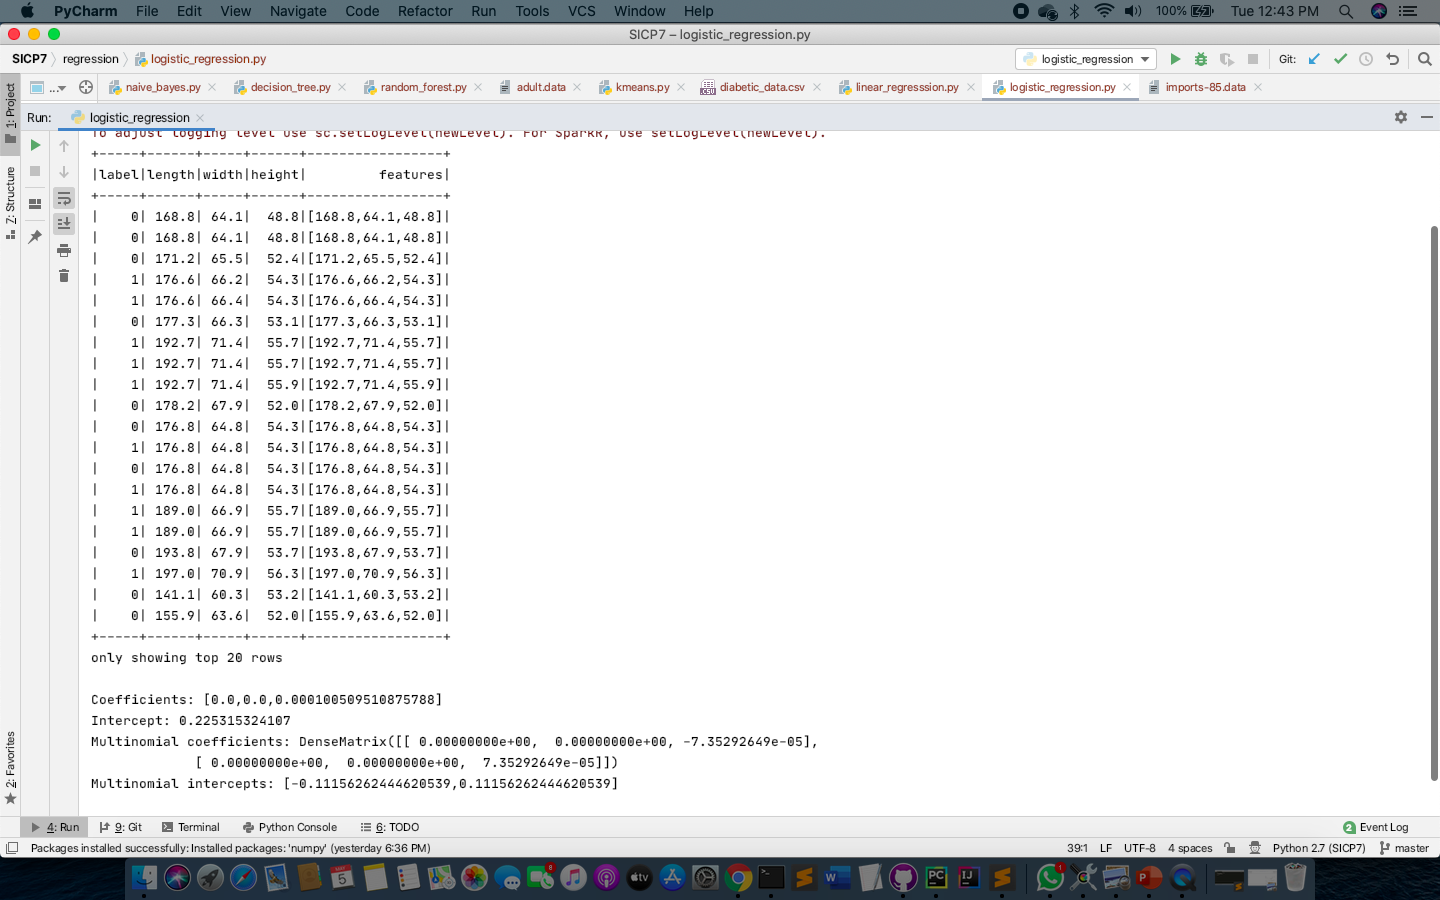 PyCharm File Edit View Navigate Code Refactor Run Tools VCS Window Help 100% Tue 12:43 PM
SICP7 – logistic_regression.py
SICP7 regression logistic_regression.py logistic_regression Git:
... naive_bayes.py decision_tree.py random_forest.py adult.data kmeans.py diabetic_data.csv linear_regresssion.py logistic_regression.py imports-85.data
1: Project
Run: logistic_regression
To adjust logging level use sc.setLogLevel(newLevel). For SparkR, use setLogLevel(newLevel).
+-----+------+-----+------+-----------------+
|label|length|width|height|         features|
+-----+------+-----+------+-----------------+
|    0| 168.8| 64.1|  48.8|[168.8,64.1,48.8]|
|    0| 168.8| 64.1|  48.8|[168.8,64.1,48.8]|
|    0| 171.2| 65.5|  52.4|[171.2,65.5,52.4]|
|    1| 176.6| 66.2|  54.3|[176.6,66.2,54.3]|
|    1| 176.6| 66.4|  54.3|[176.6,66.4,54.3]|
|    0| 177.3| 66.3|  53.1|[177.3,66.3,53.1]|
|    1| 192.7| 71.4|  55.7|[192.7,71.4,55.7]|
|    1| 192.7| 71.4|  55.7|[192.7,71.4,55.7]|
|    1| 192.7| 71.4|  55.9|[192.7,71.4,55.9]|
|    0| 178.2| 67.9|  52.0|[178.2,67.9,52.0]|
|    0| 176.8| 64.8|  54.3|[176.8,64.8,54.3]|
|    1| 176.8| 64.8|  54.3|[176.8,64.8,54.3]|
|    0| 176.8| 64.8|  54.3|[176.8,64.8,54.3]|
|    1| 176.8| 64.8|  54.3|[176.8,64.8,54.3]|
|    1| 189.0| 66.9|  55.7|[189.0,66.9,55.7]|
|    1| 189.0| 66.9|  55.7|[189.0,66.9,55.7]|
|    0| 193.8| 67.9|  53.7|[193.8,67.9,53.7]|
|    1| 197.0| 70.9|  56.3|[197.0,70.9,56.3]|
|    0| 141.1| 60.3|  53.2|[141.1,60.3,53.2]|
|    0| 155.9| 63.6|  52.0|[155.9,63.6,52.0]|
+-----+------+-----+------+-----------------+
only showing top 20 rows
Coefficients: [0.0,0.0,0.000100509510875788]
Intercept: 0.225315324107
Multinomial coefficients: DenseMatrix([[ 0.00000000e+00,  0.00000000e+00, -7.35292649e-05],
[ 0.00000000e+00,  0.00000000e+00,  7.35292649e-05]])
Multinomial intercepts: [-0.11156262444620539,0.11156262444620539]
7: Structure
2: Favorites
4: Run 9: Git Terminal Python Console 6: TODO 2 Event Log
Packages installed successfully: Installed packages: 'numpy' (yesterday 6:36 PM) 39:1 LF UTF-8 4 spaces Python 2.7 (SICP7) master